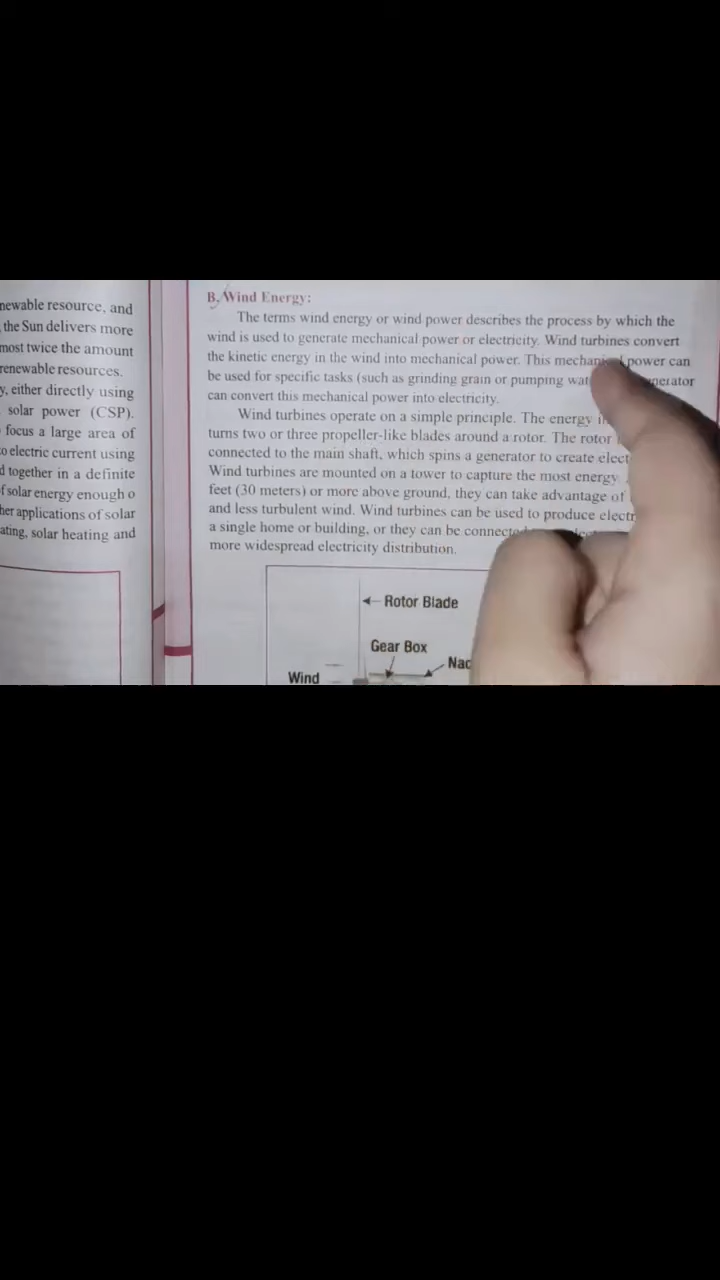 newable resource, and
the Sun delivers more
most twice the amount
renewable resources.
y, either directly using
solar power (CSP).
focus a large area of
o electric current using
d together in a definite
f solar energy enough o
her applications of solar
ating, solar heating and
B. Wind Energy:
The terms wind energy or wind power describes the process by which the
wind is used to generate mechanical power or electricity. Wind turbines convert
the kinetic energy in the wind into mechanical power. This mechanical power can
be used for specific tasks (such as grinding grain or pumping wat nerator
can convert this mechanical power into electricity.
Wind turbines operate on a simple principle. The energy i
turns two or three propeller-like blades around a rotor. The rotor
connected to the main shaft, which spins a generator to create elect
Wind turbines are mounted on a tower to capture the most energy
feet (30 meters) or more above ground, they can take advantage of
and less turbulent wind. Wind turbines can be used to produce electr
a single home or building, or they can be connecte
more widespread electricity distribution.
Rotor Blade
Gear Box
Nac
Wind